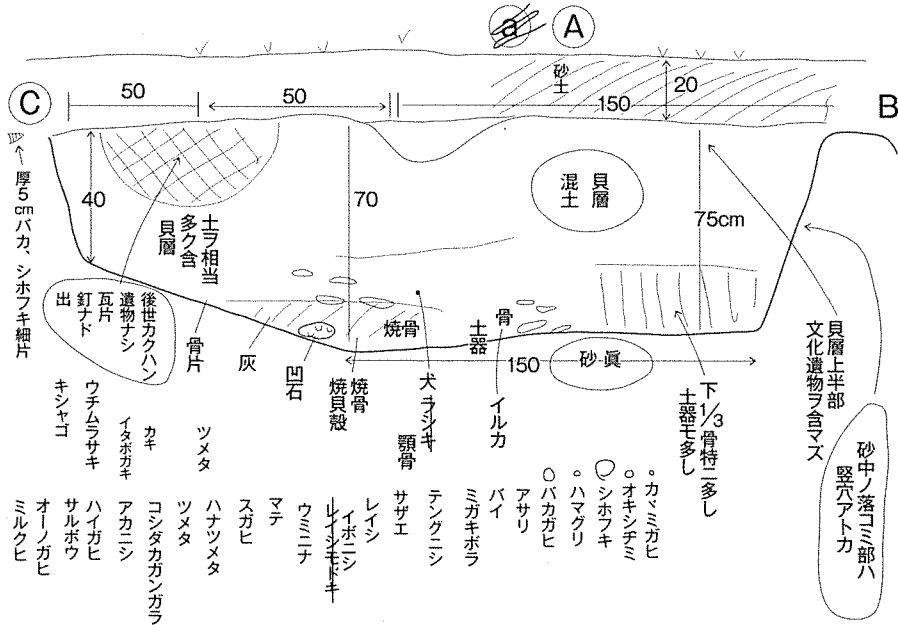 a
A
砂土
20
C
50
50
150
B
厚5cmバカ、シホフキ細片
40
70
75cm
混土
貝層
土ヲ相当
多ク含
貝層
後世カクハン
遺物ナシ
瓦片
釘ナド
出
骨片
灰
凹石
焼骨
焼骨
焼貝殻
犬ラシキ
顎骨
土器
骨
イルカ
150
砂・眞
下1/3骨特ニ多し
土器モ多し
貝層上半部
文化遺物ヲ含マズ
砂中ノ落コミ部ハ
竪穴アトカ
カヾミガヒ
オキシヂミ
シホフキ
ハマグリ
バカガヒ
アサリ
バイ
ミガキボラ
テングニシ
サザエ
レイシ
イボニシ
レイシモドキ
ウミニナ
マテ
スガヒ
ツメタ
ハナツメタ
ツメタ
コシダカガンガラ
カキ
アカニシ
イタボガキ
ハイガヒ
ウチムラサキ
サルボウ
キシャゴ
オーノガヒ
ミルクヒ